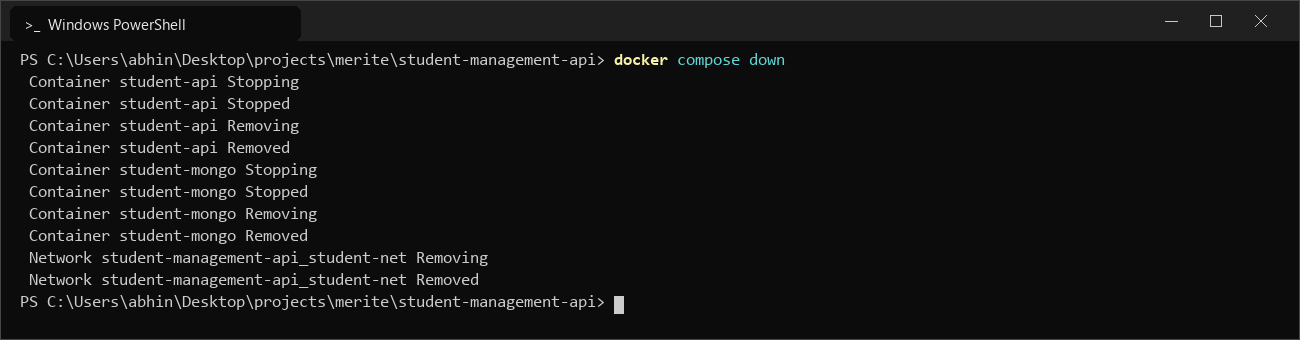 >_ Windows PowerShell
PS C:\Users\abhin\Desktop\projects\merite\student-management-api> docker compose down
Container student-api Stopping
Container student-api Stopped
Container student-api Removing
Container student-api Removed
Container student-mongo Stopping
Container student-mongo Stopped
Container student-mongo Removing
Container student-mongo Removed
Network student-management-api_student-net Removing
Network student-management-api_student-net Removed
PS C:\Users\abhin\Desktop\projects\merite\student-management-api>